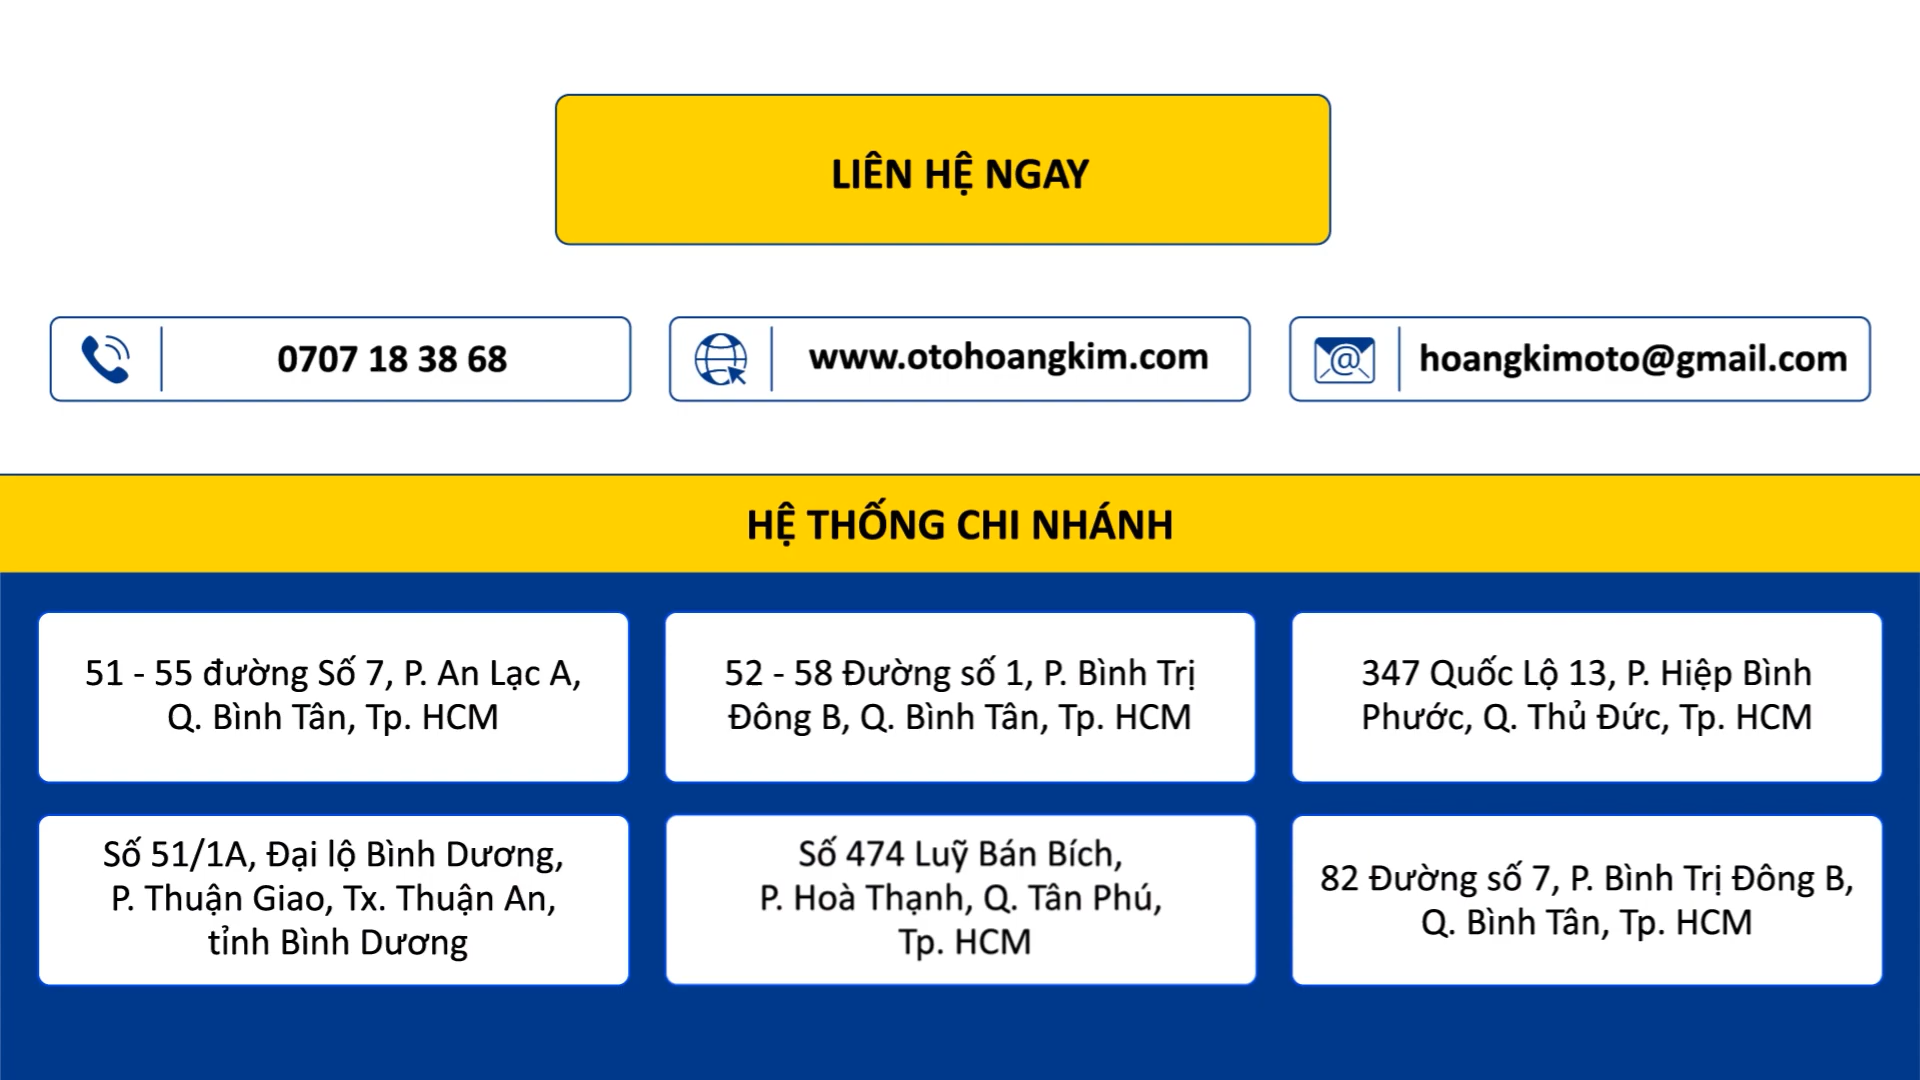 LIÊN HỆ NGAY
0707 18 38 68
www.otohoangkim.com
hoangkimoto@gmail.com
HỆ THỐNG CHI NHÁNH
51 - 55 đường Số 7, P. An Lạc A,
Q. Bình Tân, Tp. HCM
52 - 58 Đường số 1, P. Bình Trị
Đông B, Q. Bình Tân, Tp. HCM
347 Quốc Lộ 13, P. Hiệp Bình
Phước, Q. Thủ Đức, Tp. HCM
Số 51/1A, Đại lộ Bình Dương,
P. Thuận Giao, Tx. Thuận An,
tỉnh Bình Dương
Số 474 Luỹ Bán Bích,
P. Hoà Thạnh, Q. Tân Phú,
Tp. HCM
82 Đường số 7, P. Bình Trị Đông B,
Q. Bình Tân, Tp. HCM